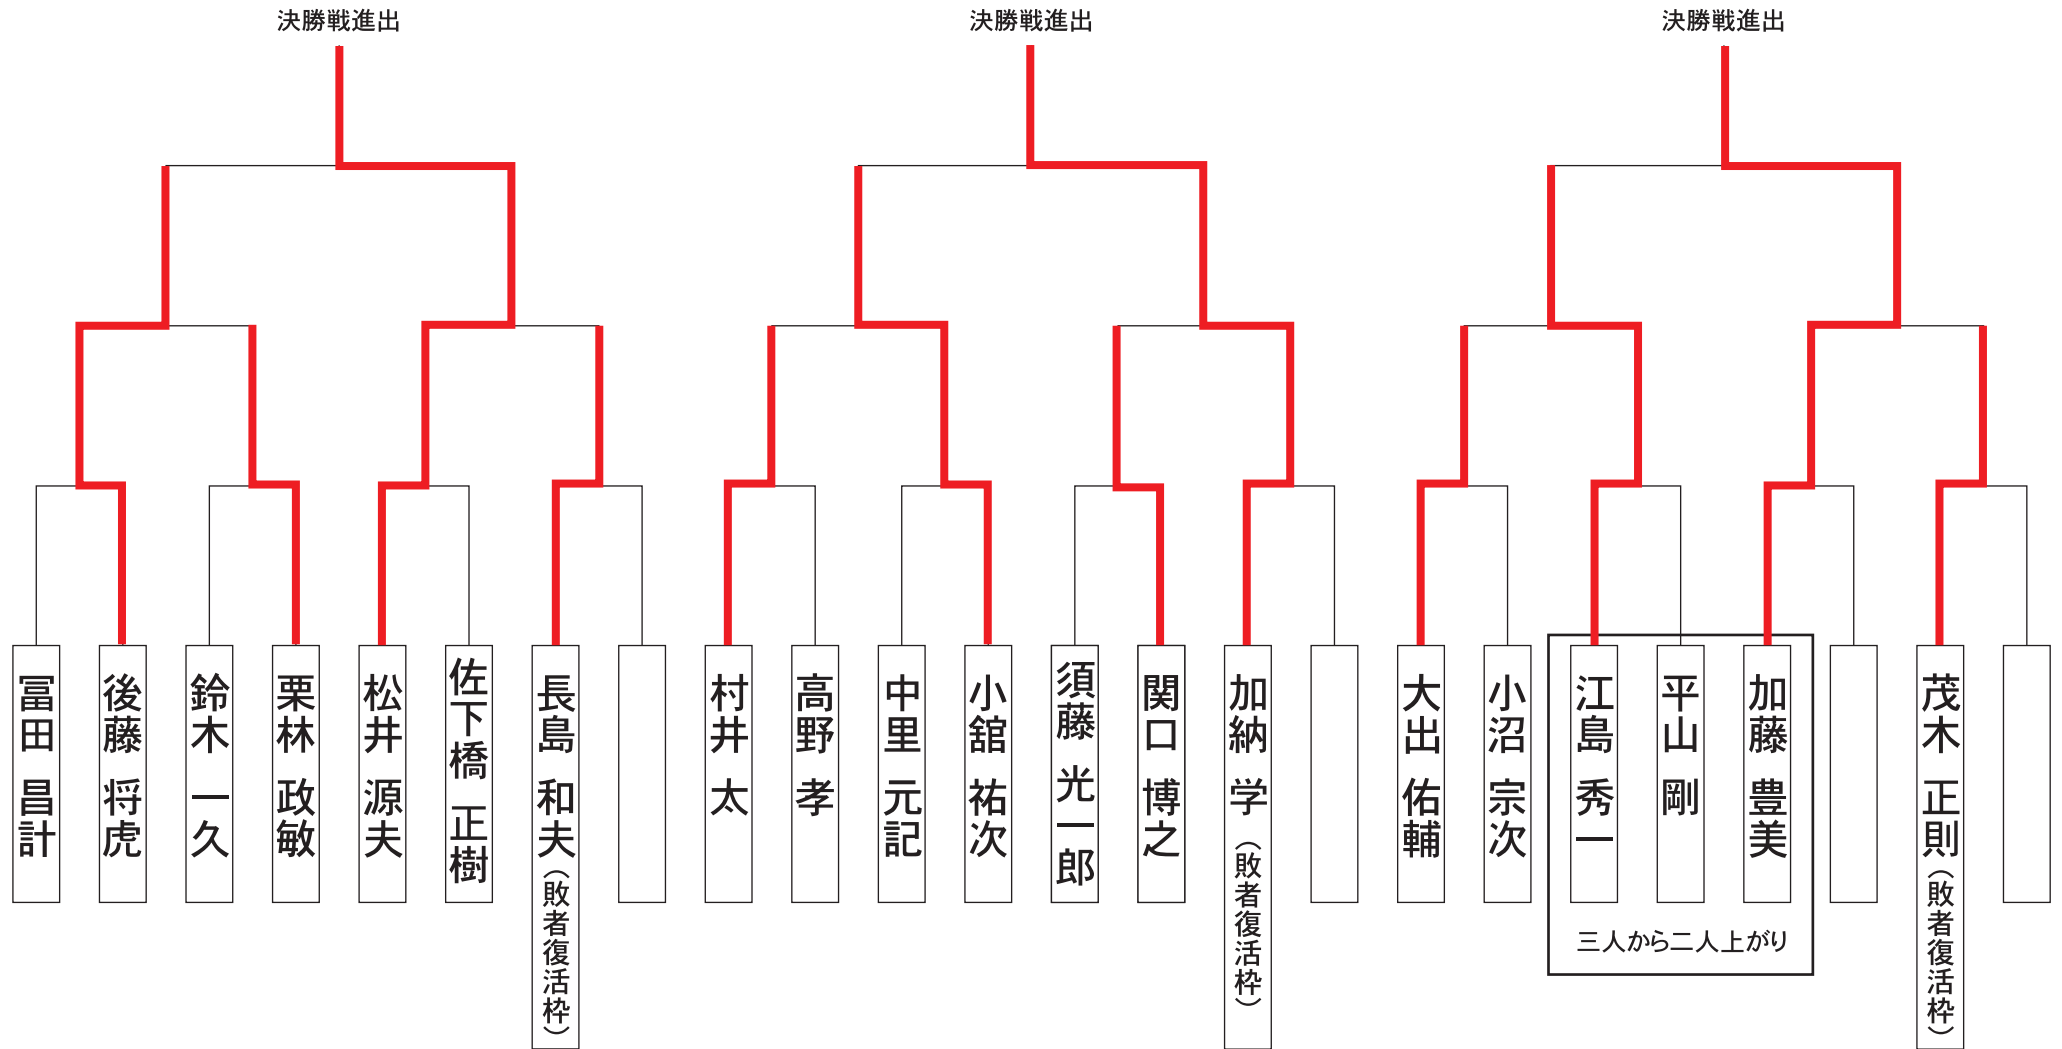 決勝戦進出
決勝戦進出
決勝戦進出
冨田 昌計
後藤 将虎
鈴木 一久
栗林 政敏
松井 源夫
佐下橋 正樹
長島 和夫（敗者復活枠）
村井 太
高野 孝
中里 元記
小舘 祐次
須藤 光一郎
関口 博之
加納 学（敗者復活枠）
大出 佑輔
小沼 宗次
江島 秀一
平山 剛
加藤 豊美
茂木 正則（敗者復活枠）
三人から二人上がり